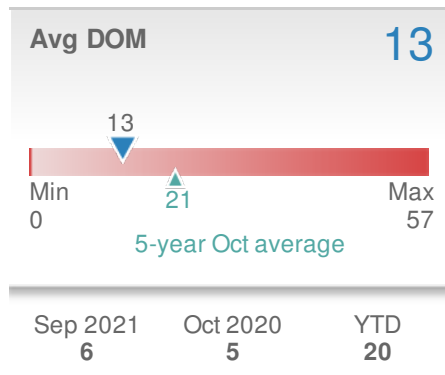 Avg DOM 13
13
Min Max
0 21 57
5-year Oct average
Sep 2021 Oct 2020 YTD
6 5 20